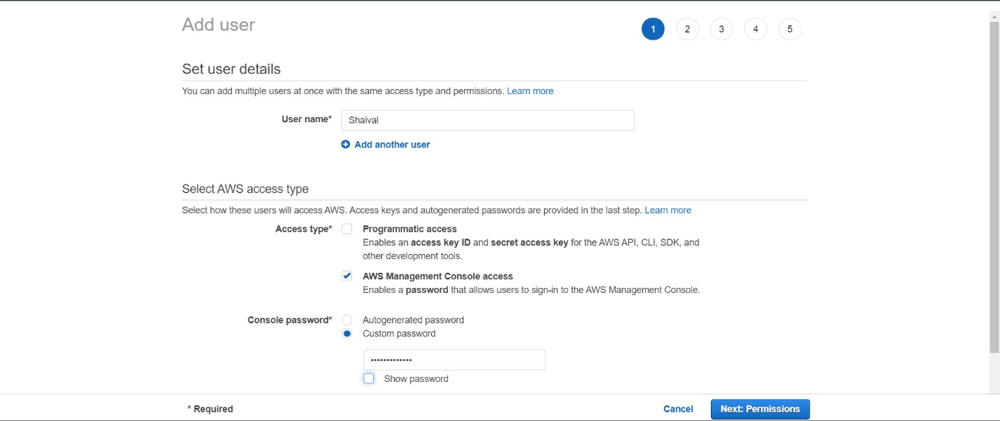 Add user
1 2 3 4 5
Set user details
You can add multiple users at once with the same access type and permissions. Learn more
User name* Shaival
Add another user
Select AWS access type
Select how these users will access AWS. Access keys and autogenerated passwords are provided in the last step. Learn more
Access type* Programmatic access
Enables an access key ID and secret access key for the AWS API, CLI, SDK, and
other development tools.
AWS Management Console access
Enables a password that allows users to sign-in to the AWS Management Console.
Console password* Autogenerated password
Custom password
•••••••••••••
Show password
* Required Cancel Next: Permissions